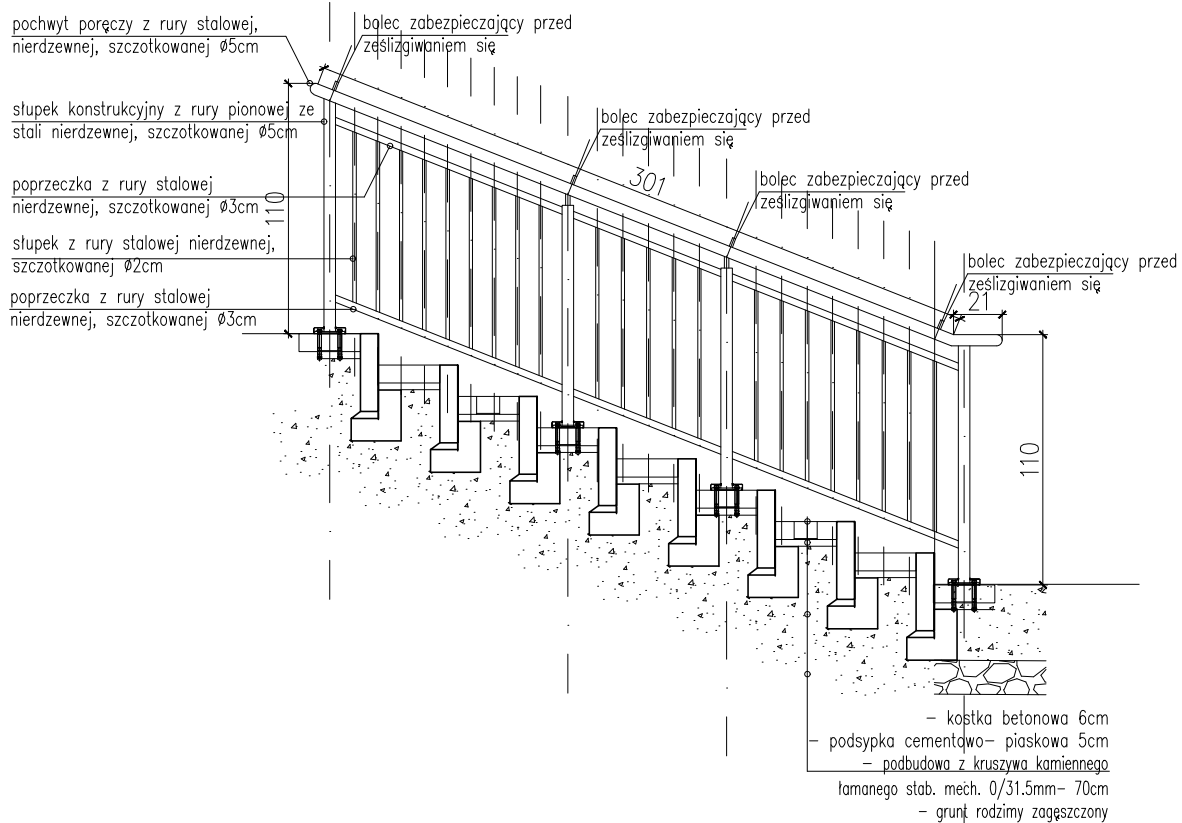 pochwyt poręczy z rury stalowej,
nierdzewnej, szczotkowanej Ø5cm
słupek konstrukcyjny z rury pionowej ze
stali nierdzewnej, szczotkowanej Ø5cm
poprzeczka z rury stalowej
nierdzewnej, szczotkowanej Ø3cm
słupek z rury stalowej nierdzewnej,
szczotkowanej Ø2cm
poprzeczka z rury stalowej
nierdzewnej, szczotkowanej Ø3cm
110
bolec zabezpieczający przed
ześlizgiwaniem się
bolec zabezpieczający przed
ześlizgiwaniem się
301
bolec zabezpieczający przed
ześlizgiwaniem się
bolec zabezpieczający przed
ześlizgiwaniem się
21
110
– kostka betonowa 6cm
– podsypka cementowo– piaskowa 5cm
– podbudowa z kruszywa kamiennego
łamanego stab. mech. 0/31.5mm– 70cm
– grunt rodzimy zagęszczony